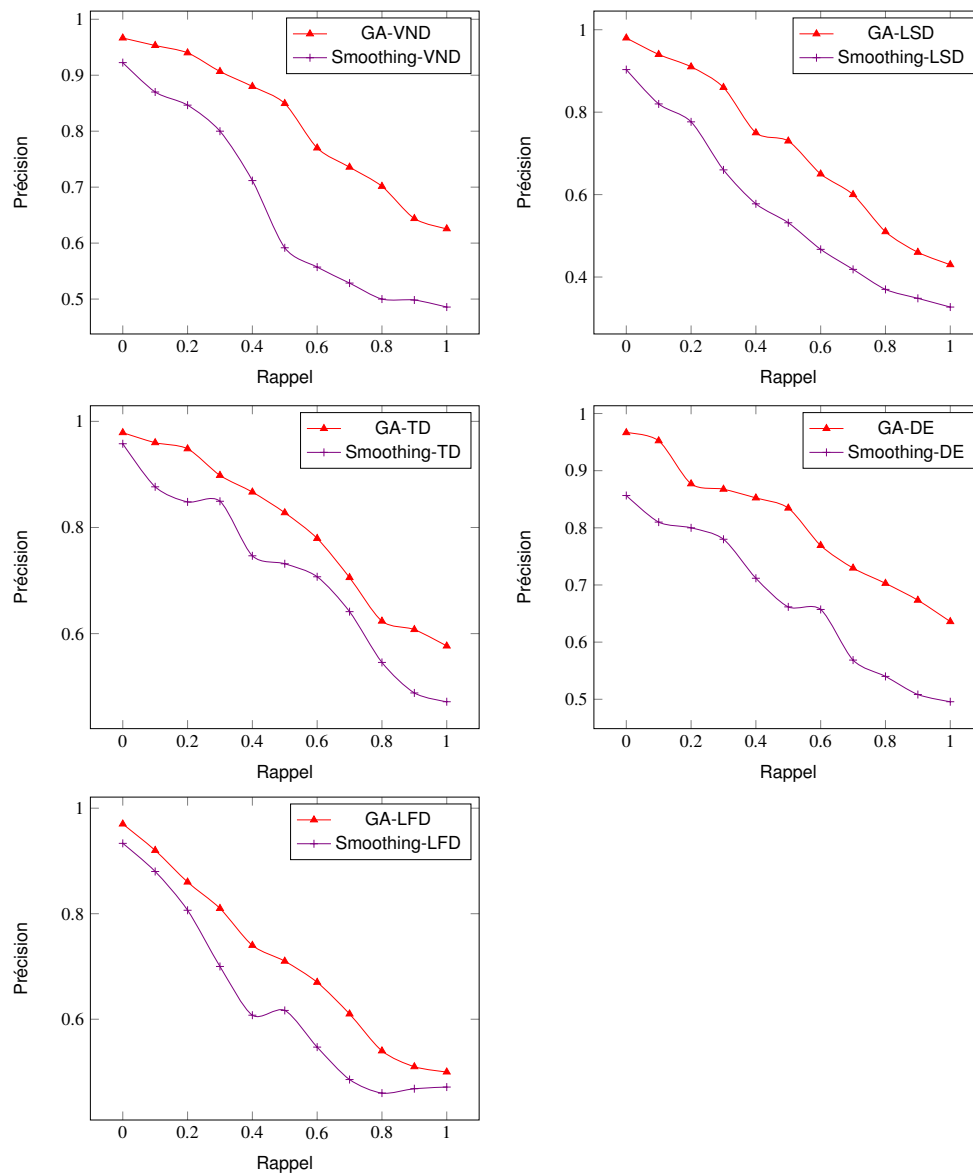 GA-VND
Smoothing-VND
1
0.9
0.8
0.7
0.6
0.5
Précision
0 0.2 0.4 0.6 0.8 1
Rappel
GA-LSD
Smoothing-LSD
1
0.8
0.6
0.4
Précision
0 0.2 0.4 0.6 0.8 1
Rappel
GA-TD
Smoothing-TD
1
0.8
0.6
Précision
0 0.2 0.4 0.6 0.8 1
Rappel
GA-DE
Smoothing-DE
1
0.9
0.8
0.7
0.6
0.5
Précision
0 0.2 0.4 0.6 0.8 1
Rappel
GA-LFD
Smoothing-LFD
1
0.8
0.6
Précision
0 0.2 0.4 0.6 0.8 1
Rappel